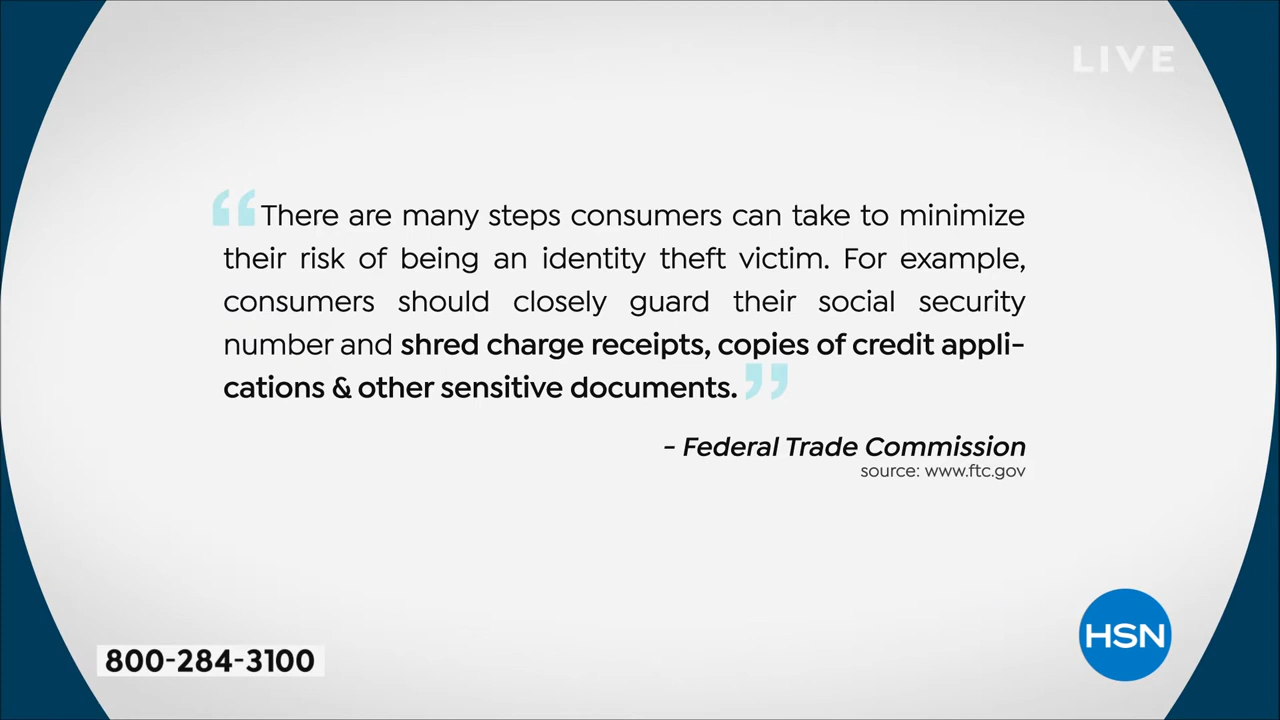 LIVE
“There are many steps consumers can take to minimize
their risk of being an identity theft victim. For example,
consumers should closely guard their social security
number and shred charge receipts, copies of credit appli-
cations & other sensitive documents.”
- Federal Trade Commission
source: www.ftc.gov
HSN
800-284-3100